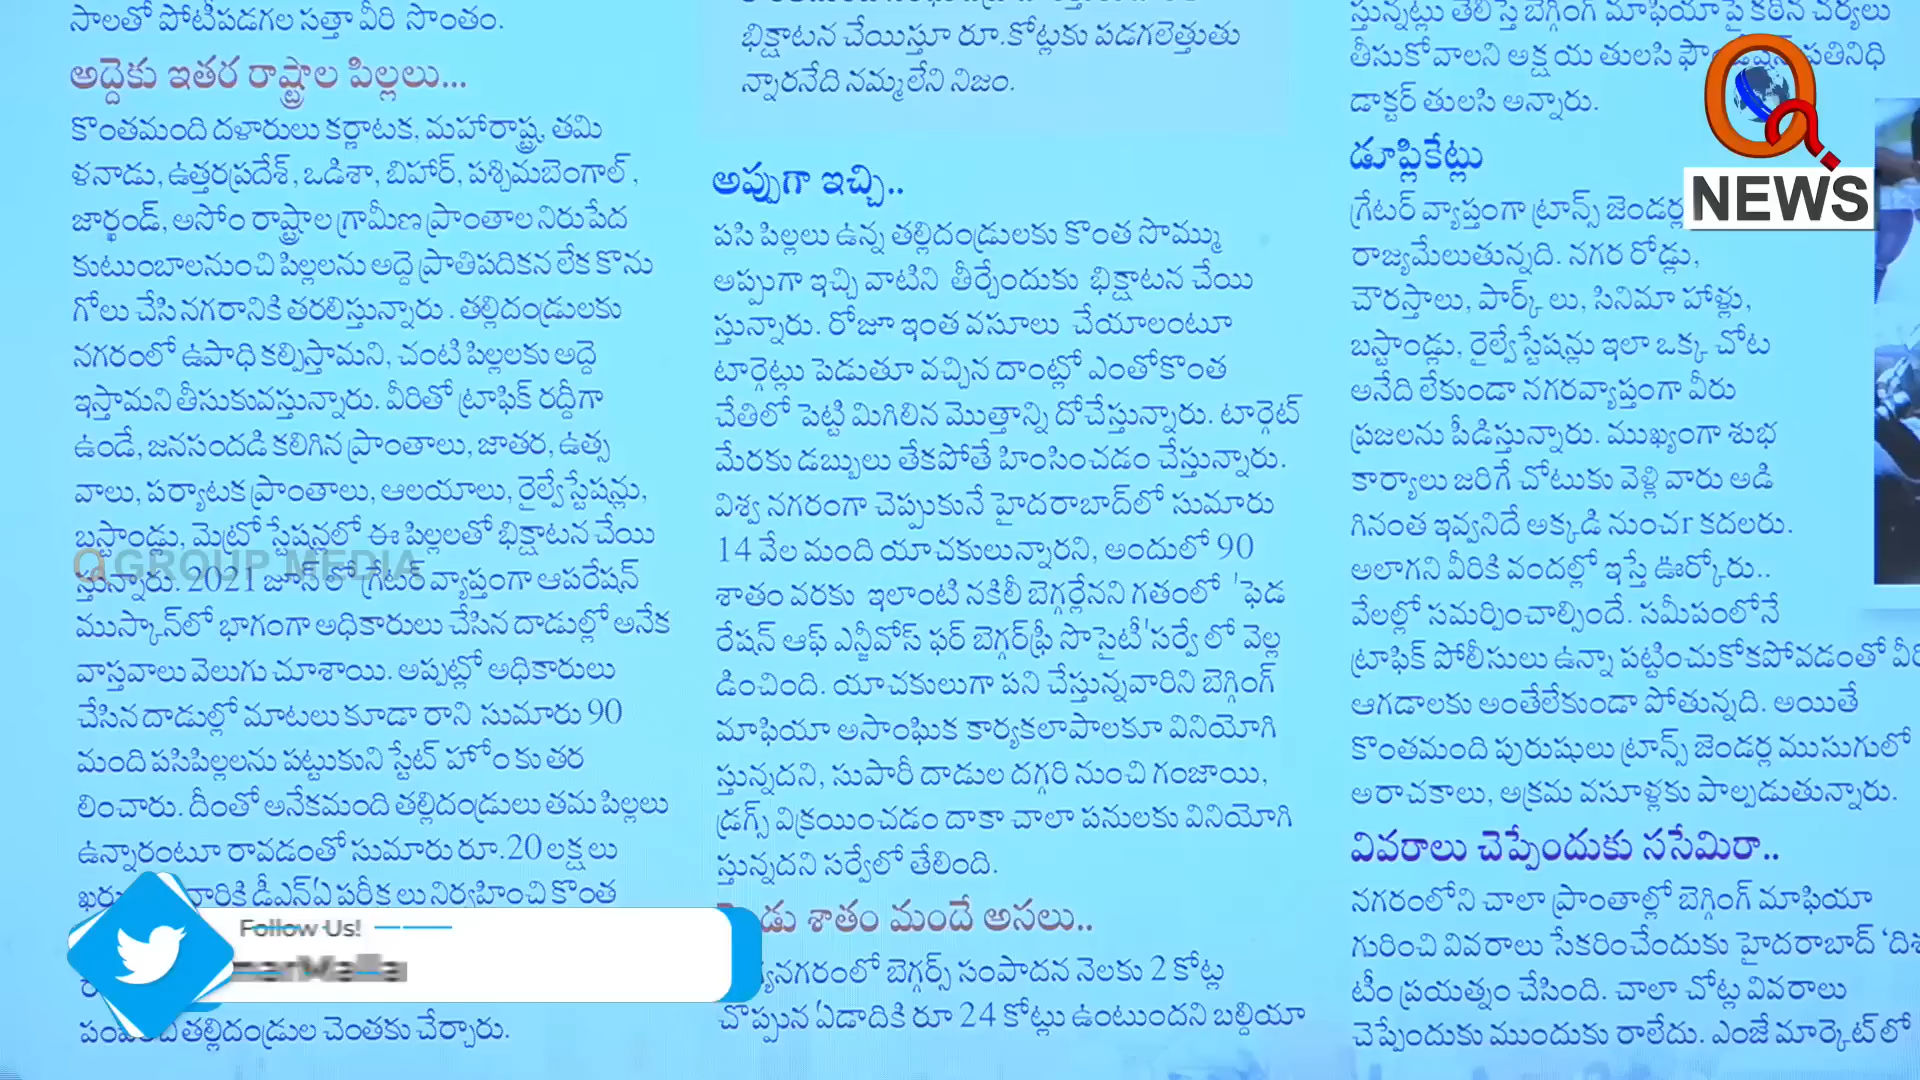 సాలతో పోటీపడగల సత్తా వీరి సొంతం.
అద్దెకు ఇతర రాష్ట్రాల పిల్లలు...
కొంతమంది దళారులు కర్ణాటక, మహారాష్ట్ర, తమి
ళనాడు, ఉత్తరప్రదేశ్, ఒడిశా, బిహార్, పశ్చిమబెంగాల్,
జార్ఖండ్, అసోం రాష్ట్రాల గ్రామీణ ప్రాంతాల నిరుపేద
కుటుంబాలనుంచి పిల్లలను అద్దె ప్రాతిపదికన లేక కొను
గోలు చేసి నగరానికి తరలిస్తున్నారు. తల్లిదండ్రులకు
నగరంలో ఉపాధి కల్పిస్తామని, చంటి పిల్లలకు అద్దె
ఇస్తామని తీసుకువస్తున్నారు. వీరితో ట్రాఫిక్ రద్దీగా
ఉండే, జనసందడి కలిగిన ప్రాంతాలు, జాతర, ఉత్స
వాలు, పర్యాటక ప్రాంతాలు, ఆలయాలు, రైల్వేస్టేషన్లు,
బస్టాండ్లు, మెట్రో స్టేషన్లలో ఈ పిల్లలతో భిక్షాటన చేయి
స్తున్నారు. 2021 జూన్‌లో గ్రేటర్ వ్యాప్తంగా ఆపరేషన్
ముస్కాన్‌లో భాగంగా అధికారులు చేసిన దాడుల్లో అనేక
వాస్తవాలు వెలుగు చూశాయి. అప్పట్లో అధికారులు
చేసిన దాడుల్లో మాటలు కూడా రాని సుమారు 90
మంది పసిపిల్లలను పట్టుకుని స్టేట్ హోం కు తర
లించారు. దీంతో అనేకమంది తల్లిదండ్రులు తమ పిల్లలు
ఉన్నారంటూ రావడంతో సుమారు రూ.20 లక్షలు
వారికి డీఎన్ఏ పరీక్షలు నిర్వహించి కొంత
తల్లిదండ్రుల చెంతకు చేర్చారు.
భిక్షాటన చేయిస్తూ రూ.కోట్లకు పడగలెత్తుతు
న్నారనేది నమ్మలేని నిజం.
అప్పుగా ఇచ్చి..
పసి పిల్లలు ఉన్న తల్లిదండ్రులకు కొంత సొమ్ము
అప్పుగా ఇచ్చి వాటిని తీర్చేందుకు భిక్షాటన చేయి
స్తున్నారు. రోజూ ఇంత వసూలు చేయాలంటూ
టార్గెట్లు పెడుతూ వచ్చిన దాంట్లో ఎంతోకొంత
చేతిలో పెట్టి మిగిలిన మొత్తాన్ని దోచేస్తున్నారు. టార్గెట్
మేరకు డబ్బులు తేకపోతే హింసించడం చేస్తున్నారు.
విశ్వ నగరంగా చెప్పుకునే హైదరాబాద్‌లో సుమారు
14 వేల మంది యాచకులున్నారని, అందులో 90
శాతం వరకు ఇలాంటి నకిలీ బెగ్గర్లేనని గతంలో 'ఫెడ
రేషన్ ఆఫ్ ఎన్జీవోస్ ఫర్ బెగ్గర్‌ఫ్రీ సొసైటీ'సర్వే లో వెల్ల
డించింది. యాచకులుగా పని చేస్తున్నవారిని బెగ్గింగ్
మాఫియా అసాంఘిక కార్యకలాపాలకూ వినియోగి
స్తున్నదని, సుపారీ దాడుల దగ్గరి నుంచి గంజాయి,
డ్రగ్స్ విక్రయించడం దాకా చాలా పనులకు వినియోగి
స్తున్నదని సర్వేలో తేలింది.
శాతం మందే అసలు..
బెగ్గర్స్ సంపాదన నెలకు 2 కోట్ల
చొప్పున ఏడాదికి రూ 24 కోట్లు ఉంటుందని బల్దియా
స్తున్నట్లు తెలిస్తే బెగ్గింగ్ మాఫియాపై కఠిన చర్యలు
తీసుకోవాలని అక్షయ తులసి
డాక్టర్ తులసి అన్నారు.
డూప్లికేట్లు
గ్రేటర్ వ్యాప్తంగా ట్రాన్స్ జెండర్ల
రాజ్యమేలుతున్నది. నగర రోడ్లు,
చౌరస్తాలు, పార్క్ లు, సినిమా హాళ్లు,
బస్టాండ్లు, రైల్వేస్టేషన్లు ఇలా ఒక్క చోట
అనేది లేకుండా నగరవ్యాప్తంగా వీరు
ప్రజలను పీడిస్తున్నారు. ముఖ్యంగా శుభ
కార్యాలు జరిగే చోటుకు వెళ్లి వారు అడి
గినంత ఇవ్వనిదే అక్కడి నుంచr కదలరు.
అలాగని వీరికి వందల్లో ఇస్తే ఊర్కోరు..
వేలల్లో సమర్పించాల్సిందే. సమీపంలోనే
ట్రాఫిక్ పోలీసులు ఉన్నా పట్టించుకోకపోవడంతో
ఆగడాలకు అంతేలేకుండా పోతున్నది. అయితే
కొంతమంది పురుషులు ట్రాన్స్ జెండర్ల ముసుగులో
అరాచకాలు, అక్రమ వసూళ్లకు పాల్పడుతున్నారు.
వివరాలు చెప్పేందుకు ససేమిరా..
నగరంలోని చాలా ప్రాంతాల్లో బెగ్గింగ్ మాఫియా
గురించి వివరాలు సేకరించేందుకు హైదరాబాద్ 'దిశ
టీం ప్రయత్నం చేసింది. చాలా చోట్ల వివరాలు
చెప్పేందుకు ముందుకు రాలేదు. ఎంజే మార్కెట్ లో
Q NEWS
Q GROUP MEDIA
Follow Us!